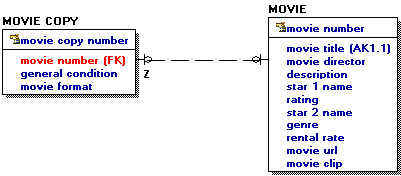 MOVIE COPY
movie copy number
movie number (FK)
general condition
movie format
Z
MOVIE
movie number
movie title (AK1.1)
movie director
description
star 1 name
rating
star 2 name
genre
rental rate
movie url
movie clip